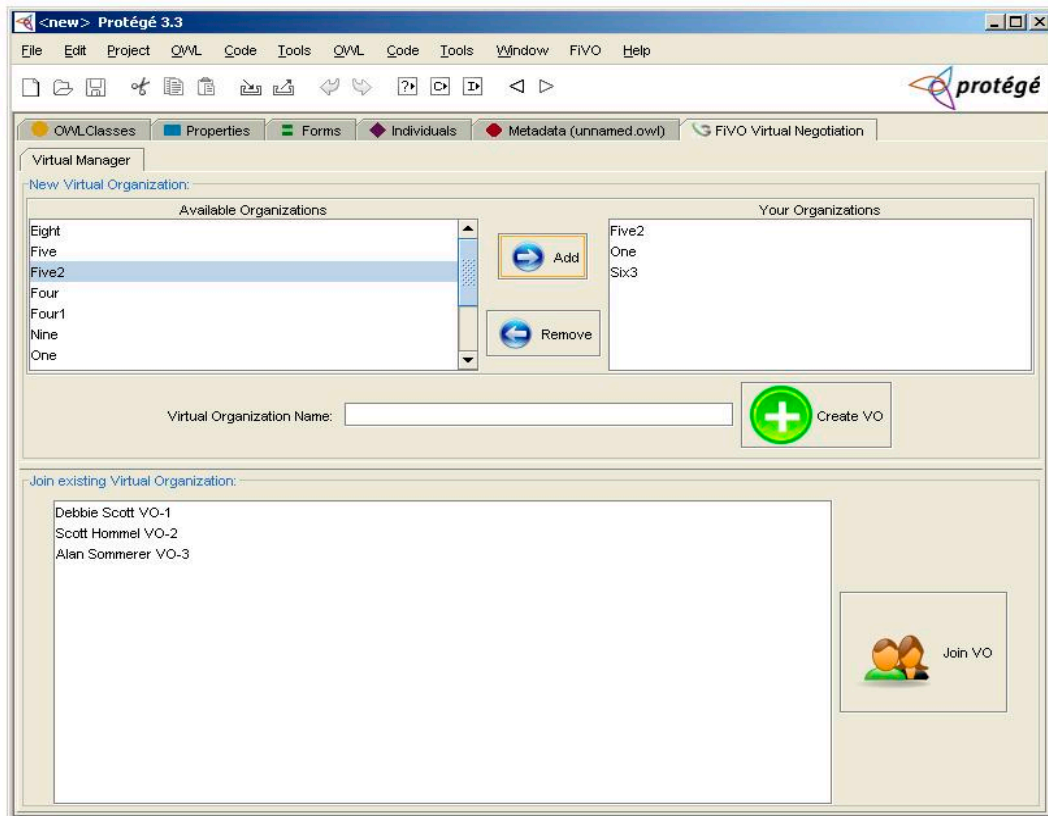 <new> Protégé 3.3
File Edit Project OWL Code Tools OWL Code Tools Window FiVO Help
protégé
OWLClasses Properties Forms Individuals Metadata (unnamed.owl) FiVO Virtual Negotiation
Virtual Manager
New Virtual Organization:
Available Organizations
Eight
Five
Five2
Four
Four1
Nine
One
Add
Remove
Your Organizations
Five2
One
Six3
Virtual Organization Name:
Create VO
Join existing Virtual Organization:
Debbie Scott VO-1
Scott Hommel VO-2
Alan Sommerer VO-3
Join VO